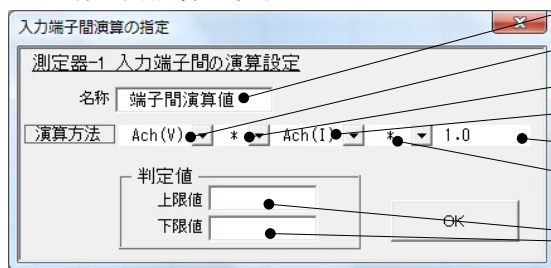 入力端子間演算の指定
測定器-1 入力端子間の演算設定
名称 端子間演算値
演算方法 Ach(V) * Ach(I) * 1.0
判定値
上限値
下限値
OK